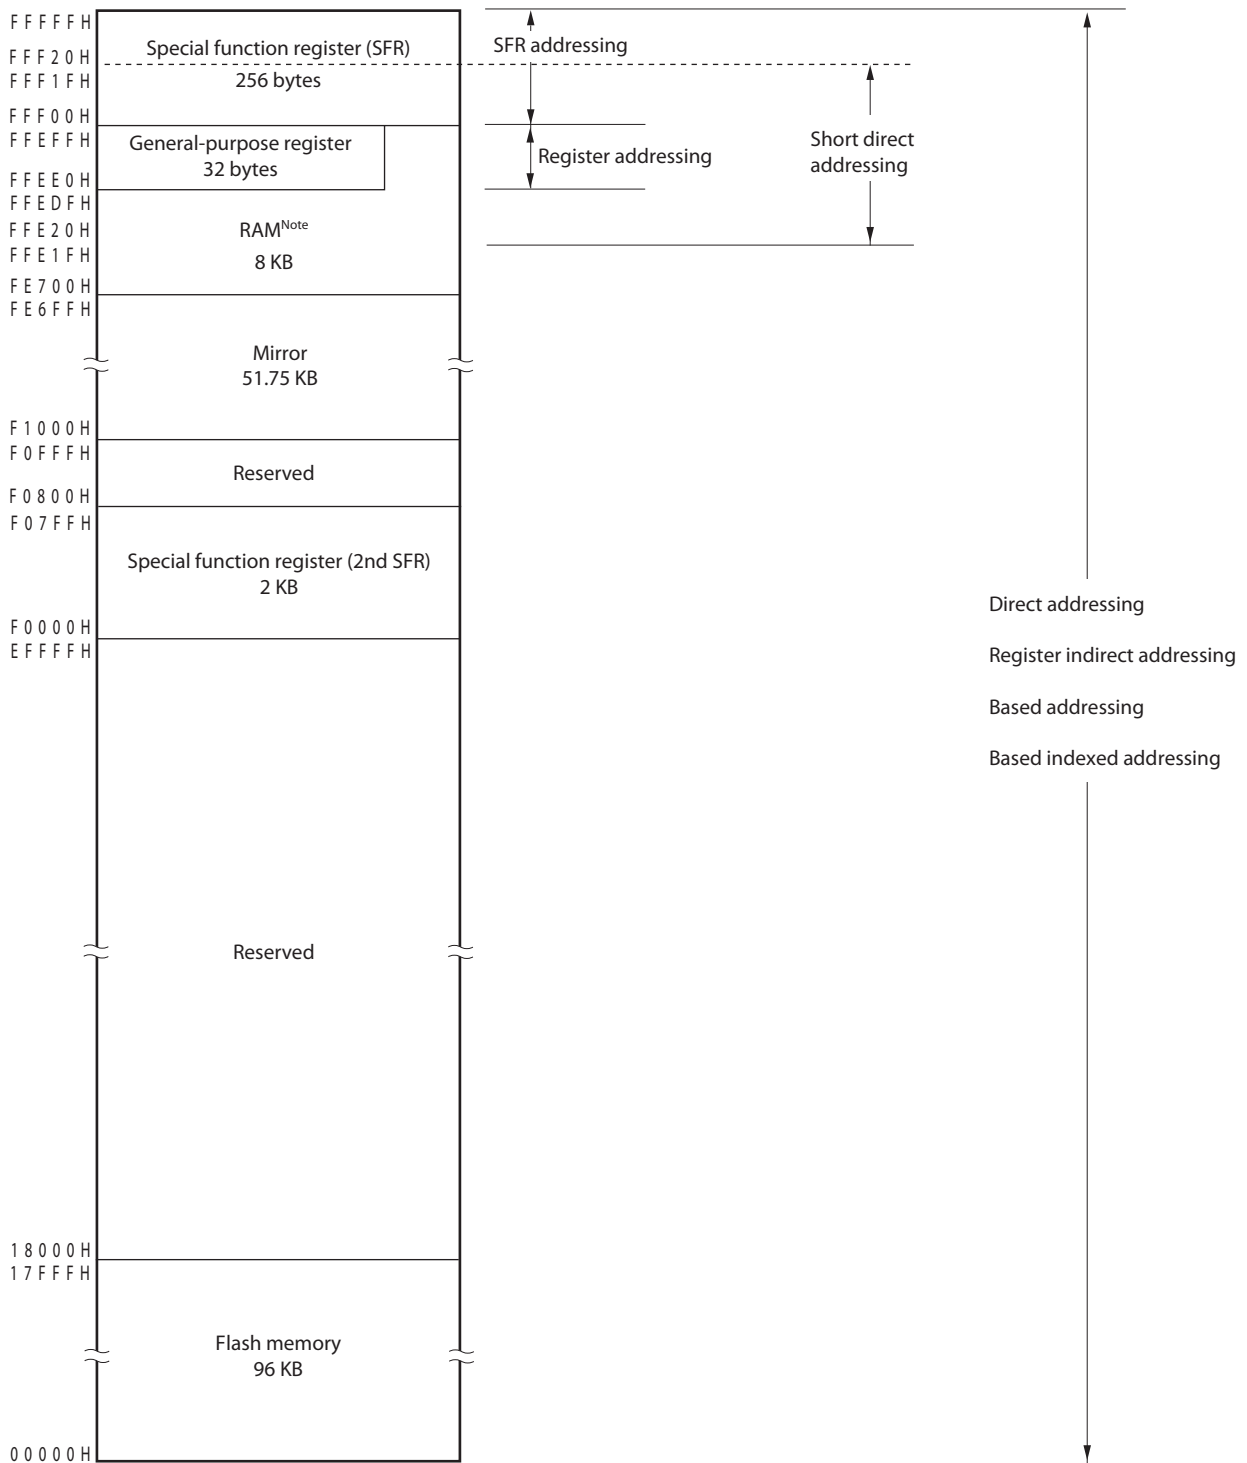 FFFFFH
Special function register (SFR)
SFR addressing
FFF20H
FFF1FH
256 bytes
FFF00H
FFEFFH
General-purpose register
32 bytes
Register addressing
Short direct
addressing
FFEE0H
FFEDFH
FFE20H
RAMNote
FFE1FH
8 KB
FE700H
FE6FFH
Mirror
51.75 KB
F1000H
F0FFFH
Reserved
F0800H
F07FFH
Special function register (2nd SFR)
2 KB
F0000H
EFFFFH
Direct addressing
Register indirect addressing
Based addressing
Based indexed addressing
Reserved
18000H
17FFFH
Flash memory
96 KB
00000H